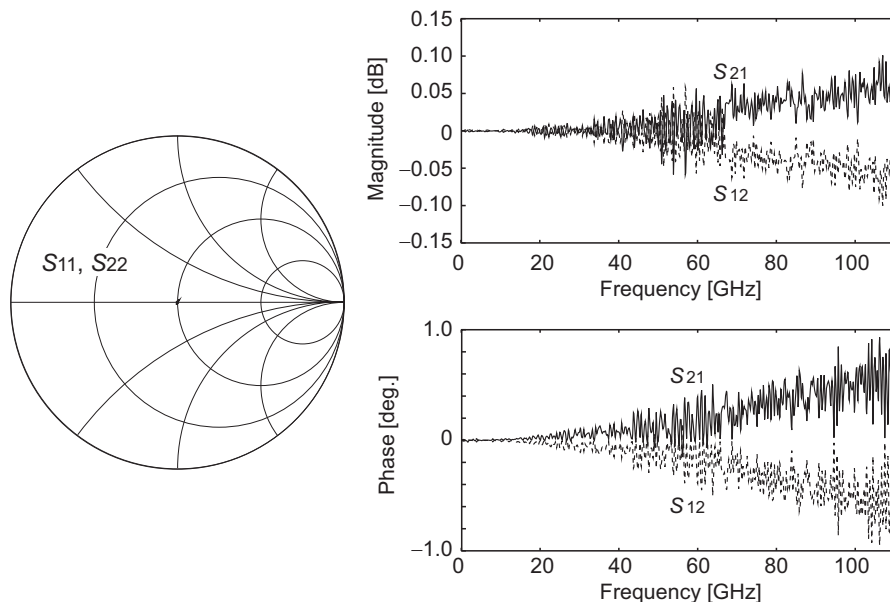 S11, S22
0.15
0.10
0.05
0
−0.05
−0.10
−0.15
Magnitude [dB]
S21
S12
0 20 40 60 80 100
Frequency [GHz]
1.0
0
−1.0
Phase [deg.]
S21
S12
0 20 40 60 80 100
Frequency [GHz]